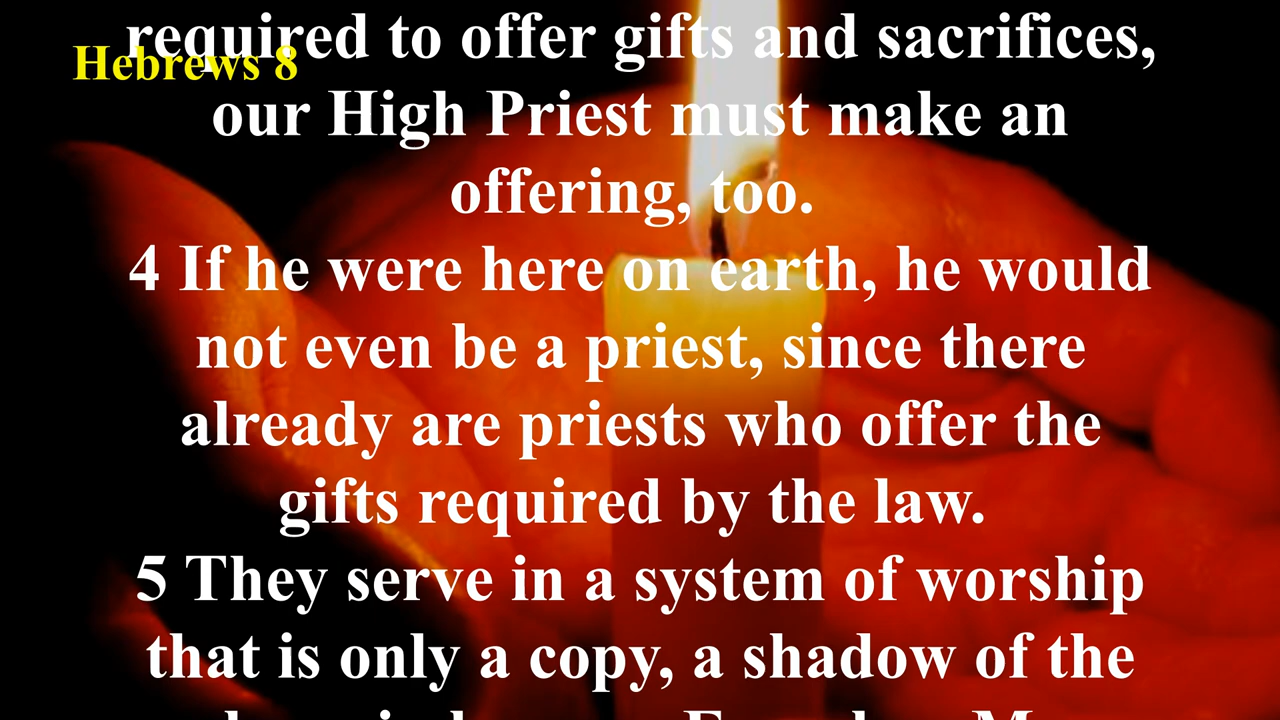 required to offer gifts and sacrifices,
Hebrews 8
our High Priest must make an
offering, too.
4 If he were here on earth, he would
not even be a priest, since there
already are priests who offer the
gifts required by the law.
5 They serve in a system of worship
that is only a copy, a shadow of the